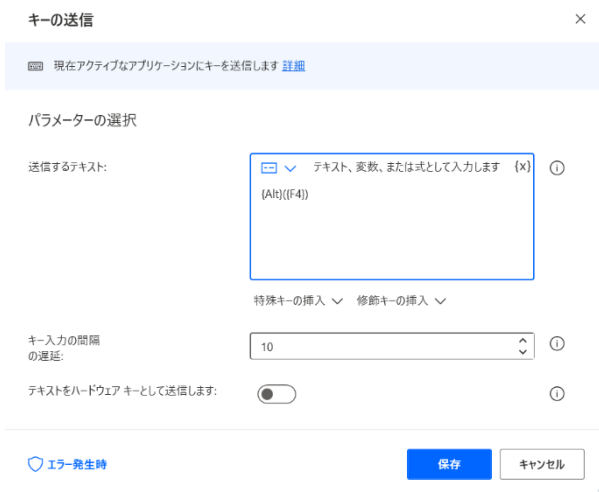 キーの送信
現在アクティブなアプリケーションにキーを送信します 詳細
パラメーターの選択
送信するテキスト:
テキスト、変数、または式として入力します {x}
{Alt}({F4})
特殊キーの挿入 修飾キーの挿入
キー入力の間隔
の遅延:
10
テキストをハードウェア キーとして送信します:
エラー発生時
保存
キャンセル